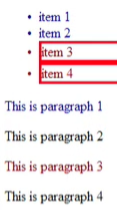 item 1
item 2
item 3
item 4
This is paragraph 1
This is paragraph 2
This is paragraph 3
This is paragraph 4